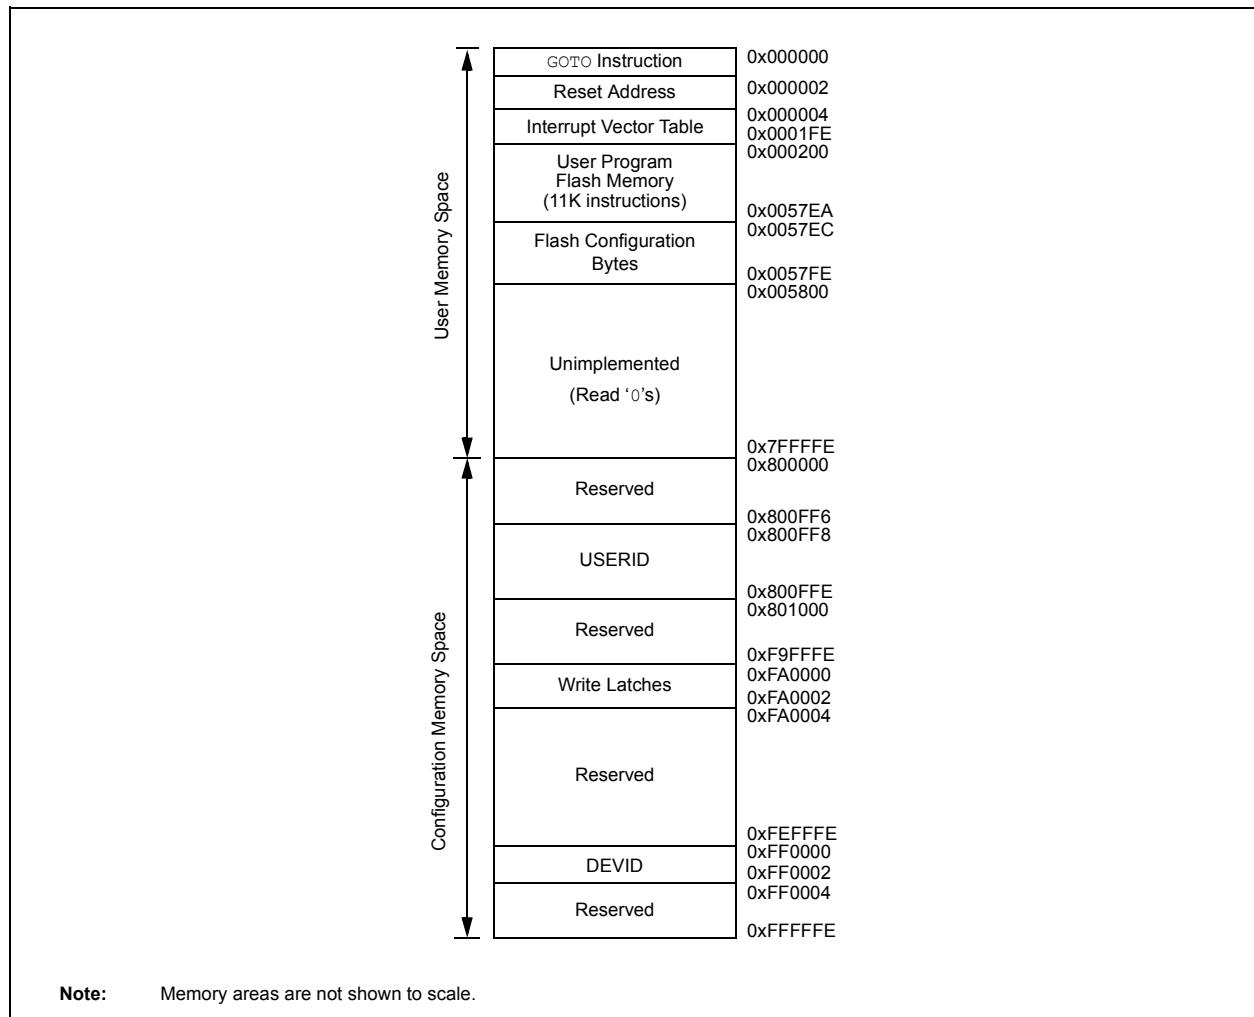 GOTO Instruction
0x000000
Reset Address
0x000002
Interrupt Vector Table
0x000004
0x0001FE
User Program
Flash Memory
(11K instructions)
0x000200
0x0057EA
Flash Configuration
Bytes
0x0057EC
0x0057FE
Unimplemented
(Read ‘0’s)
0x005800
0x7FFFFE
User Memory Space
Reserved
0x800000
0x800FF6
USERID
0x800FF8
0x800FFE
Reserved
0x801000
0xF9FFFE
Write Latches
0xFA0000
0xFA0002
Reserved
0xFA0004
0xFEFFFE
DEVID
0xFF0000
0xFF0002
Reserved
0xFF0004
0xFFFFFE
Configuration Memory Space
Note: Memory areas are not shown to scale.